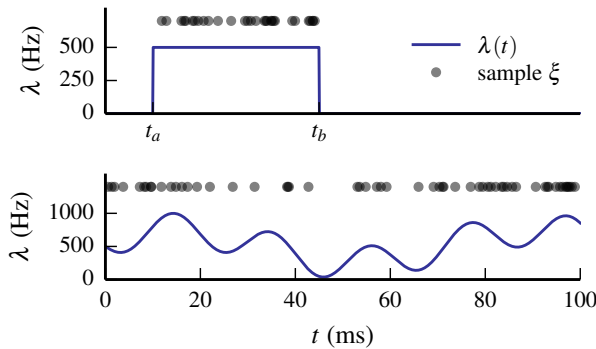 λ (Hz)
500
250
0
t_a
t_b
λ(t)
sample ξ
λ (Hz)
1000
500
0
0
20
40
60
80
100
t (ms)